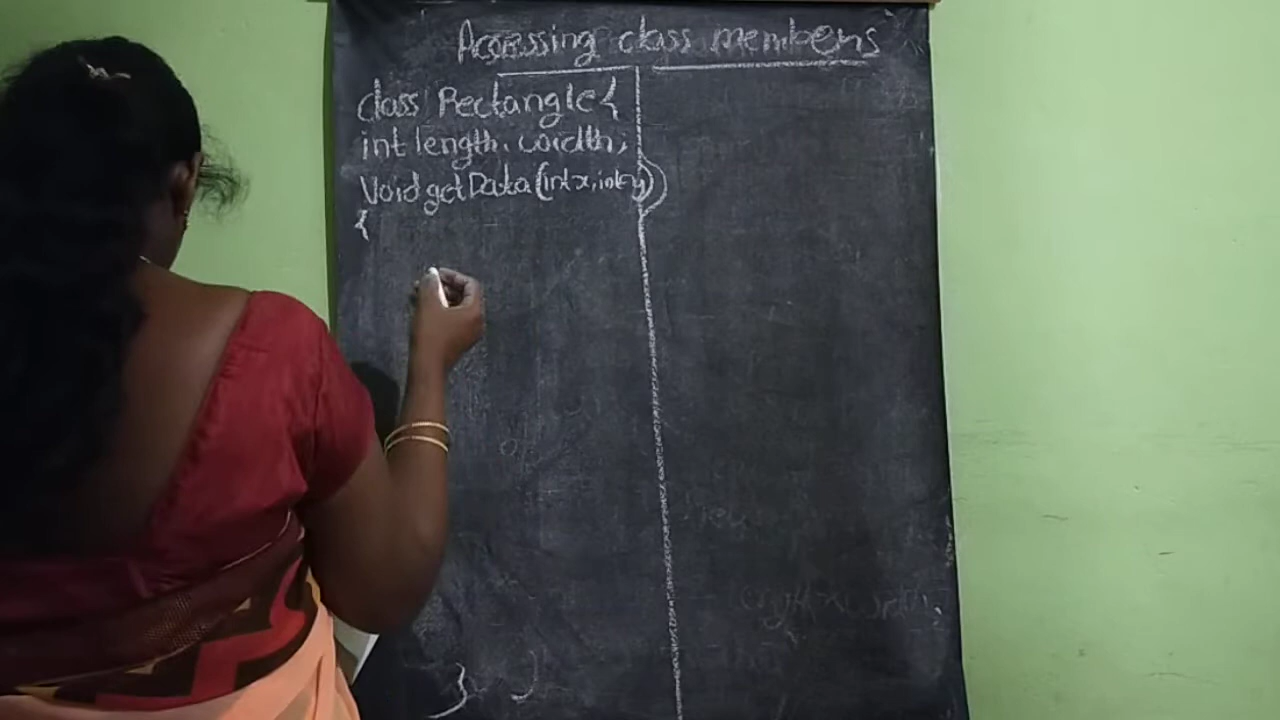 Accessing class members
class Rectangle {
int length, width;
Void getData (int x, int y)
{
}